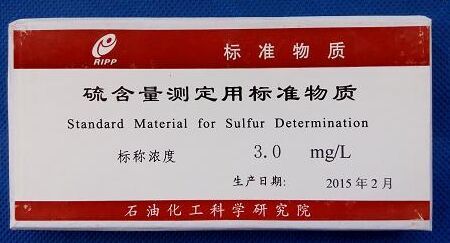 RIPP
标准物质
硫含量测定用标准物质
Standard Material for Sulfur Determination
标称浓度 3.0 mg/L
生产日期: 2015年2月
石油化工科学研究院